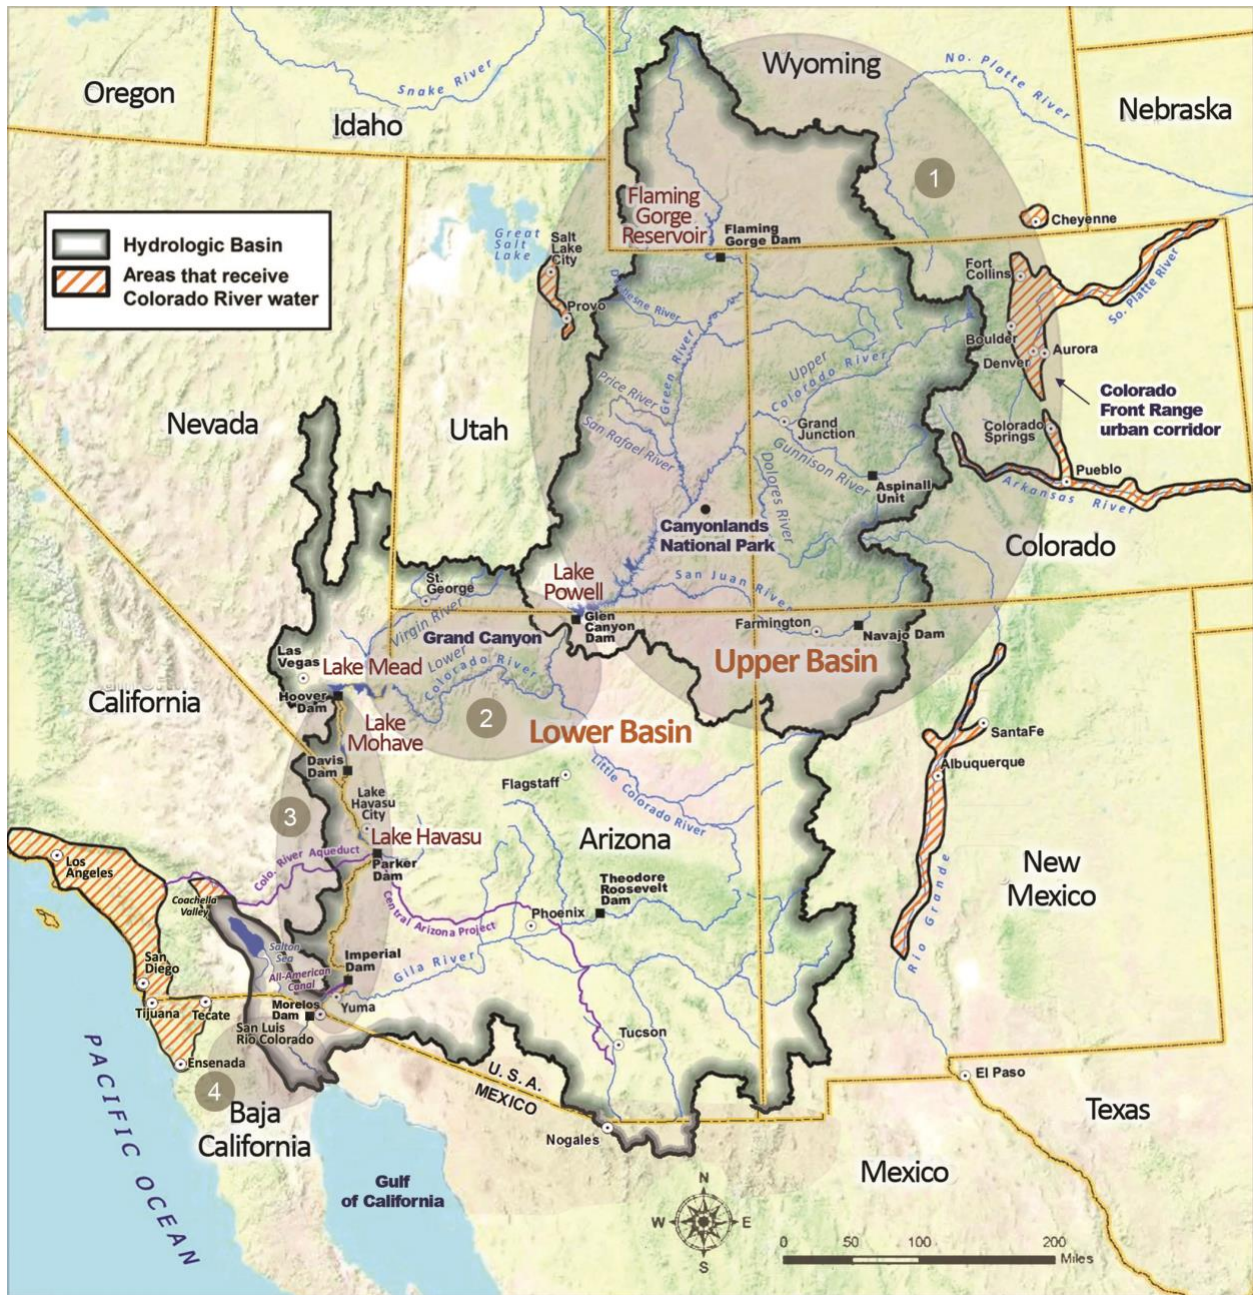 Wyoming
No. Platte River
Snake River
Oregon
Idaho
Nebraska
1
Flaming
Gorge
Reservoir
Flaming
Gorge Dam
Cheyenne
Hydrologic Basin
Areas that receive
Colorado River water
Great
Salt
Lake
Salt
Lake
City
Provo
Duchesne River
Fort
Collins
So. Platte River
Boulder
Denver
Aurora
Colorado
Front Range
urban corridor
Upper
Colorado River
Green River
Price River
San Rafael River
Nevada
Utah
Grand
Junction
Gunnison River
Dolores River
Colorado
Springs
Pueblo
Arkansas River
Aspinall
Unit
Canyonlands
National Park
Colorado
St.
George
Lake
Powell
San Juan River
Virgin River
Grand Canyon
Glen
Canyon
Dam
Farmington
Navajo Dam
Las
Vegas
Lake Mead
Lower
Colorado River
Upper Basin
California
Hoover
Dam
2
Lower Basin
Lake
Mohave
Davis
Dam
SantaFe
Albuquerque
Flagstaff
Little Colorado River
Lake
Havasu
City
3
Lake Havasu
Arizona
Los
Angeles
Colo. River Aqueduct
Parker
Dam
New
Mexico
Theodore
Roosevelt
Dam
Coachella
Valley
Central Arizona Project
Phoenix
Rio Grande
Salton
Sea
San
Diego
All-American
Canal
Imperial
Dam
Gila River
Tijuana
Tecate
Morelos
Dam
Yuma
San Luis
Rio Colorado
Tucson
Ensenada
4
U. S. A.
MEXICO
El Paso
Baja
California
Nogales
Texas
PACIFIC OCEAN
Gulf
of California
Mexico
N
W
E
S
0
50
100
200
Miles